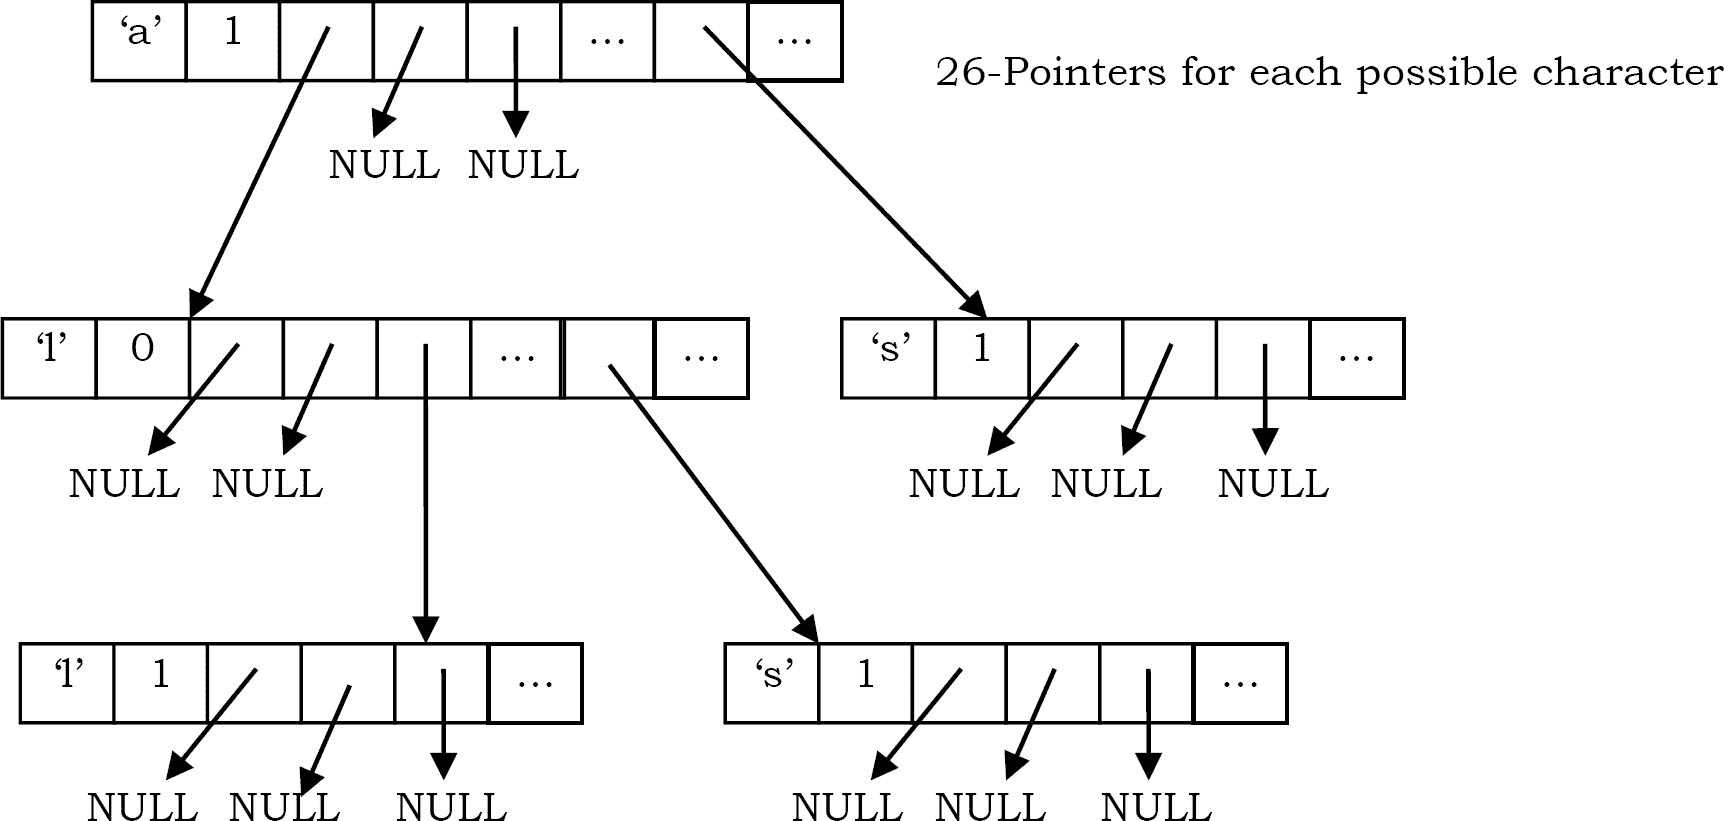 ‘a’ 1 ... ...
26-Pointers for each possible character
NULL NULL
‘l’ 0 ... ...
‘s’ 1 ...
NULL NULL
NULL NULL NULL
‘l’ 1 ...
‘s’ 1 ...
NULL NULL NULL
NULL NULL NULL